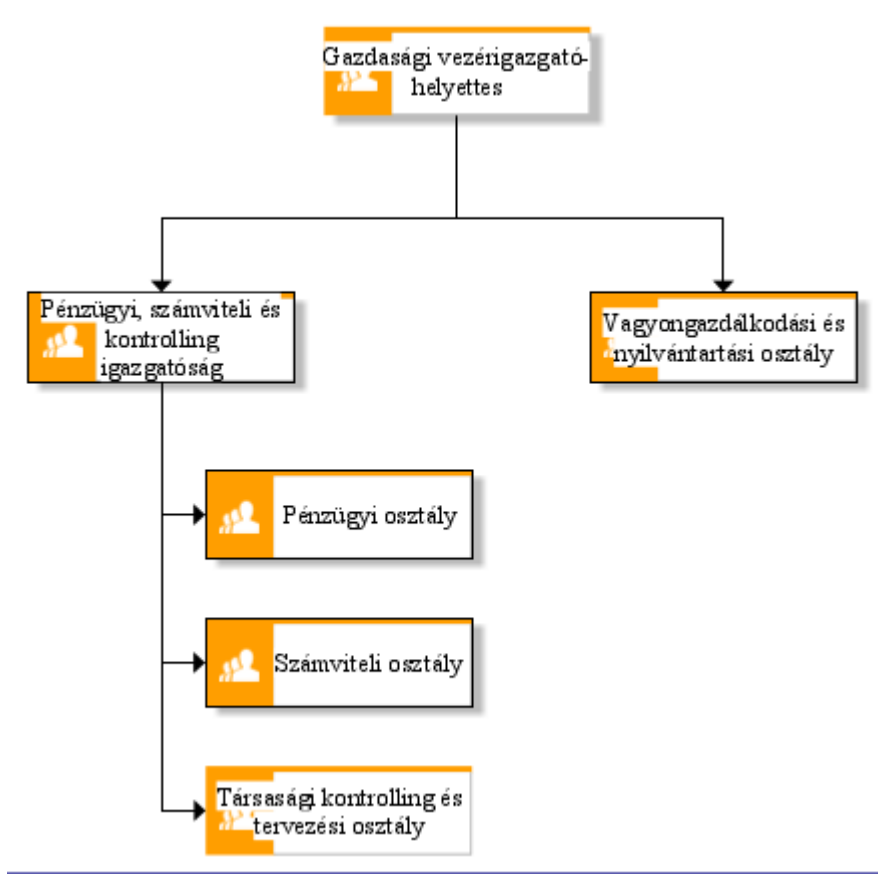 Gazdasági vezérigazgató-
helyettes
Pénzügyi, számviteli és
kontrolling
igazgatóság
Vagyongazdálkodási és
nyilvántartási osztály
Pénzügyi osztály
Számviteli osztály
Társasági kontrolling és
tervezési osztály